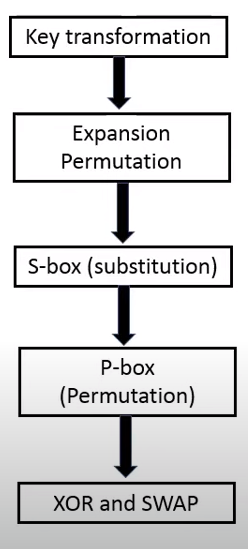 Key transformation
Expansion
Permutation
S-box (substitution)
P-box
(Permutation)
XOR and SWAP